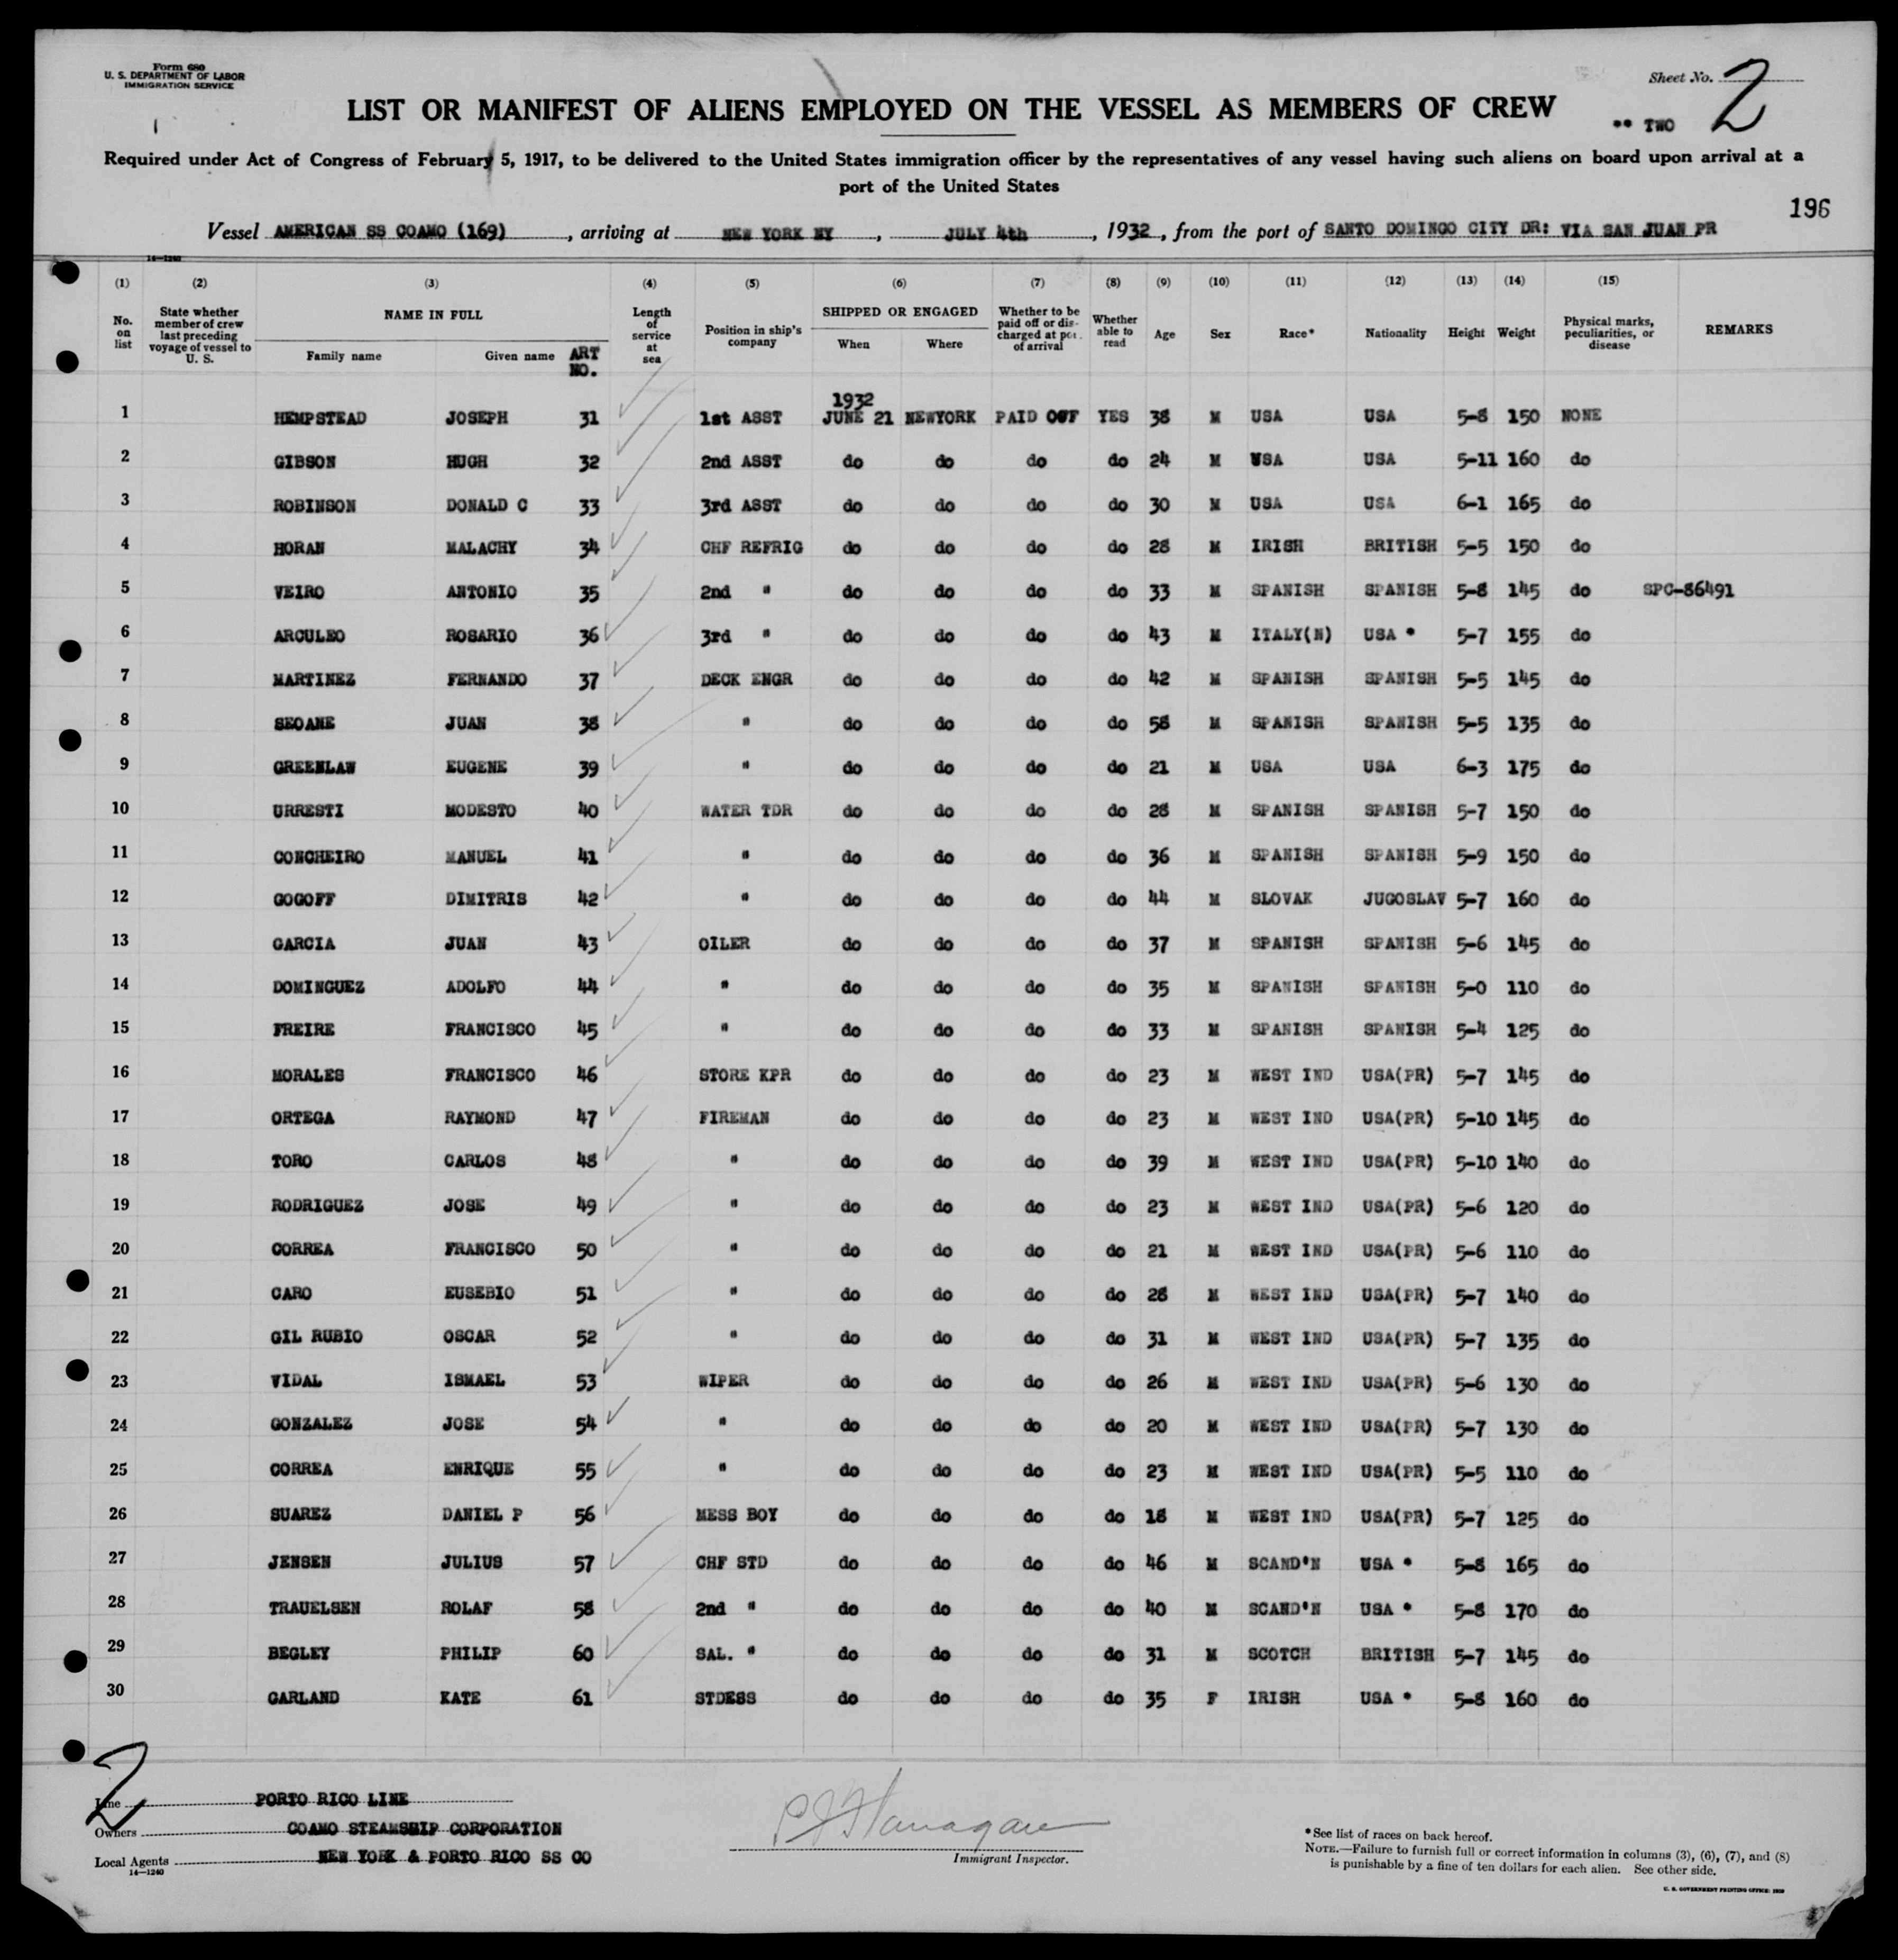 Form 680
U. S. DEPARTMENT OF LABOR
IMMIGRATION SERVICE
Sheet No. 2
** TWO
LIST OR MANIFEST OF ALIENS EMPLOYED ON THE VESSEL AS MEMBERS OF CREW
Required under Act of Congress of February 5, 1917, to be delivered to the United States immigration officer by the representatives of any vessel having such aliens on board upon arrival at a
port of the United States
196
Vessel AMERICAN SS COAMO (169), arriving at NEW YORK NY, JULY 4th, 1932, from the port of SANTO DOMINGO CITY DR: VIA SAN JUAN PR
14-1240
(1) (2) (3) (4) (5) (6) (7) (8) (9) (10) (11) (12) (13) (14) (15)
No. on list State whether member of crew last preceding voyage of vessel to U. S. NAME IN FULL Family name Given name ART NO. Length of service at sea Position in ship's company SHIPPED OR ENGAGED When Where Whether to be paid off or discharged at port of arrival Whether able to read Age Sex Race* Nationality Height Weight Physical marks, peculiarities, or disease REMARKS
1932
1 HEMPSTEAD JOSEPH 31 1st ASST JUNE 21 NEWYORK PAID OFF YES 38 M USA USA 5-8 150 NONE
2 GIBSON HUGH 32 2nd ASST do do do do 24 M USA USA 5-11 160 do
3 ROBINSON DONALD C 33 3rd ASST do do do do 30 M USA USA 6-1 165 do
4 HORAN MALACHY 34 CHF REFRIG do do do do 28 M IRISH BRITISH 5-5 150 do
5 VEIRO ANTONIO 35 2nd " do do do do 33 M SPANISH SPANISH 5-8 145 do SPC-86491
6 ARCULEO ROSARIO 36 3rd " do do do do 43 M ITALY(N) USA * 5-7 155 do
7 MARTINEZ FERNANDO 37 DECK ENGR do do do do 42 M SPANISH SPANISH 5-5 145 do
8 SEOANE JUAN 38 " do do do do 58 M SPANISH SPANISH 5-5 135 do
9 GREENLAW EUGENE 39 " do do do do 21 M USA USA 6-3 175 do
10 URRESTI MODESTO 40 WATER TDR do do do do 28 M SPANISH SPANISH 5-7 150 do
11 CONCHEIRO MANUEL 41 " do do do do 36 M SPANISH SPANISH 5-9 150 do
12 GOGOFF DIMITRIS 42 " do do do do 44 M SLOVAK JUGOSLAV 5-7 160 do
13 GARCIA JUAN 43 OILER do do do do 37 M SPANISH SPANISH 5-6 145 do
14 DOMINGUEZ ADOLFO 44 " do do do do 35 M SPANISH SPANISH 5-0 110 do
15 FREIRE FRANCISCO 45 " do do do do 33 M SPANISH SPANISH 5-4 125 do
16 MORALES FRANCISCO 46 STORE KPR do do do do 23 M WEST IND USA(PR) 5-7 145 do
17 ORTEGA RAYMOND 47 FIREMAN do do do do 23 M WEST IND USA(PR) 5-10 145 do
18 TORO CARLOS 48 " do do do do 39 M WEST IND USA(PR) 5-10 140 do
19 RODRIGUEZ JOSE 49 " do do do do 23 M WEST IND USA(PR) 5-6 120 do
20 CORREA FRANCISCO 50 " do do do do 21 M WEST IND USA(PR) 5-6 110 do
21 CARO EUSEBIO 51 " do do do do 28 M WEST IND USA(PR) 5-7 140 do
22 GIL RUBIO OSCAR 52 " do do do do 31 M WEST IND USA(PR) 5-7 135 do
23 VIDAL ISMAEL 53 WIPER do do do do 26 M WEST IND USA(PR) 5-6 130 do
24 GONZALEZ JOSE 54 " do do do do 20 M WEST IND USA(PR) 5-7 130 do
25 CORREA ENRIQUE 55 " do do do do 23 M WEST IND USA(PR) 5-5 110 do
26 SUAREZ DANIEL P 56 MESS BOY do do do do 18 M WEST IND USA(PR) 5-7 125 do
27 JENSEN JULIUS 57 CHF STD do do do do 46 M SCAND'N USA * 5-8 165 do
28 TRAUELSEN ROLAF 58 2nd " do do do do 40 M SCAND'N USA * 5-8 170 do
29 BEGLEY PHILIP 60 SAL. " do do do do 31 M SCOTCH BRITISH 5-7 145 do
30 GARLAND KATE 61 STDESS do do do do 35 F IRISH USA * 5-8 160 do
2
Line PORTO RICO LINE
Owners COAMO STEAMSHIP CORPORATION
Local Agents NEW YORK & PORTO RICO SS CO
14-1240
P J Flanagan
Immigrant Inspector.
*See list of races on back hereof.
NOTE.—Failure to furnish full or correct information in columns (3), (6), (7), and (8)
is punishable by a fine of ten dollars for each alien. See other side.
U. S. GOVERNMENT PRINTING OFFICE: 1929